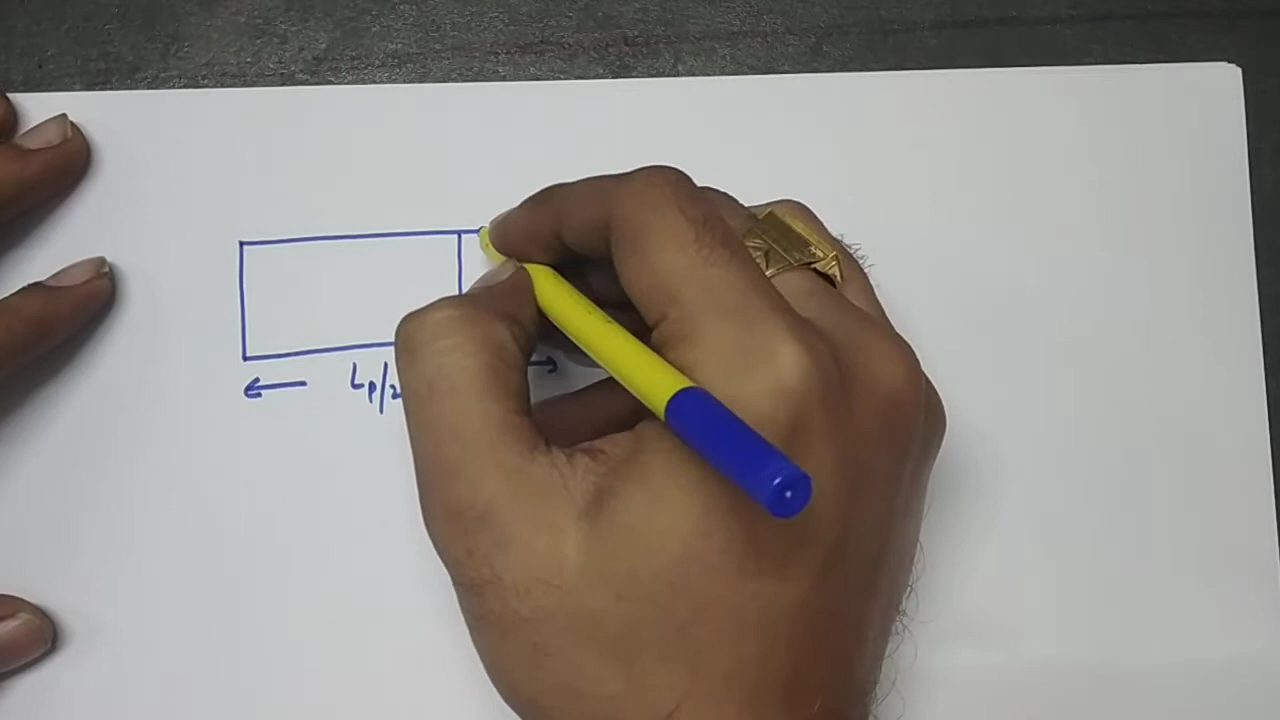 ← Lp/2 →